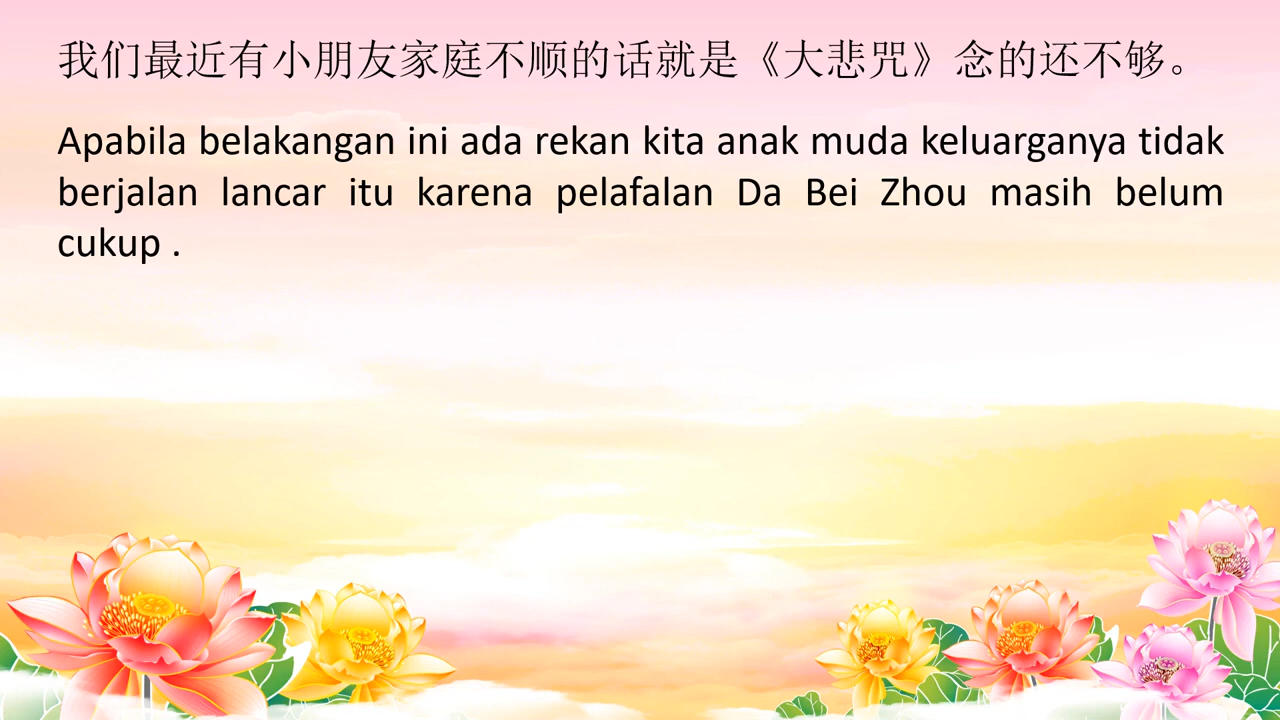 我们最近有小朋友家庭不顺的话就是《大悲咒》念的还不够。
Apabila belakangan ini ada rekan kita anak muda keluarganya tidak
berjalan lancar itu karena pelafalan Da Bei Zhou masih belum
cukup .